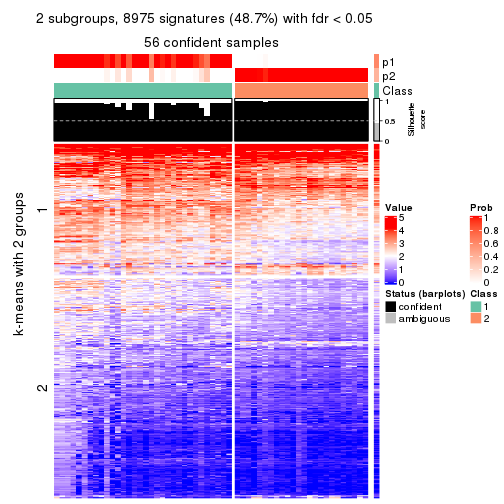 2 subgroups, 8975 signatures (48.7%) with fdr < 0.05
56 confident samples
p1
p2
Class
1
0.5
0
Silhouette
score
k-means with 2 groups
1
2
Value
5
4
3
2
1
0
Prob
1
0.8
0.6
0.4
0.2
0
Status (barplots)
confident
ambiguous
Class
1
2